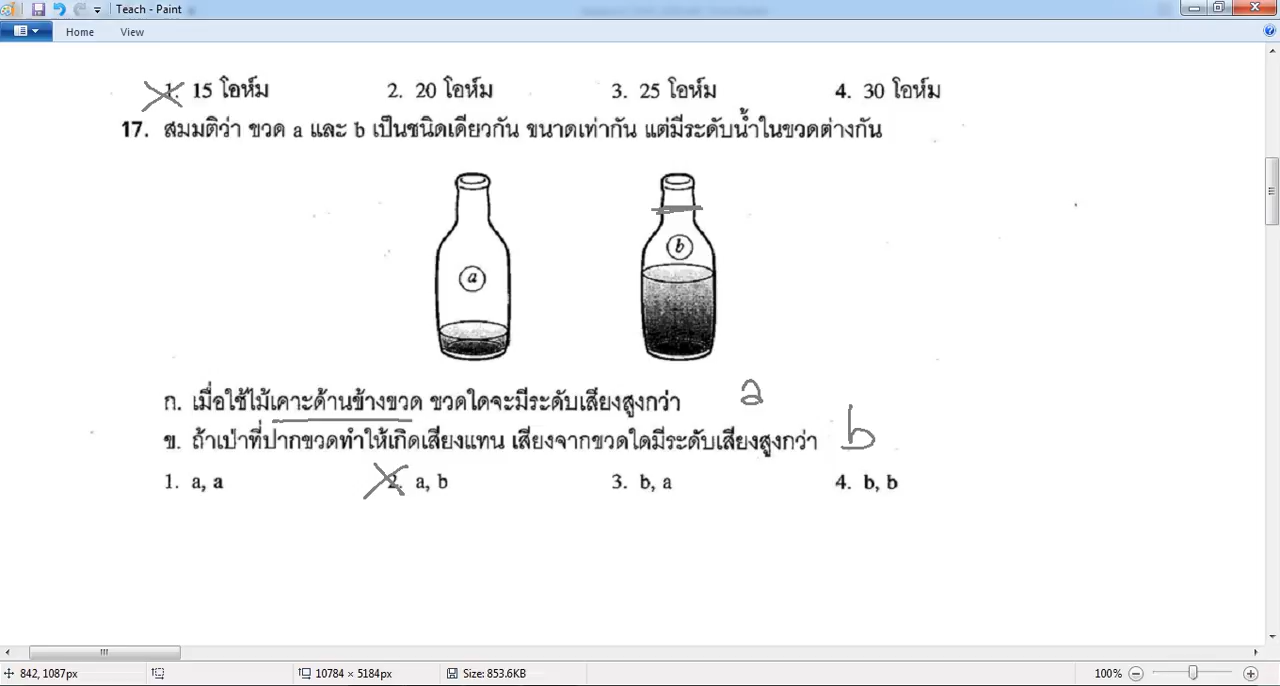 Teach - Paint
Home View
1. 15 โอห์ม 2. 20 โอห์ม 3. 25 โอห์ม 4. 30 โอห์ม
17. สมมติว่า ขวด a และ b เป็นชนิดเดียวกัน ขนาดเท่ากัน แต่มีระดับน้ำในขวดต่างกัน
a b
ก. เมื่อใช้ไม้เคาะด้านข้างขวด ขวดใดจะมีระดับเสียงสูงกว่า a
ข. ถ้าเป่าที่ปากขวดทำให้เกิดเสียงแทน เสียงจากขวดใดมีระดับเสียงสูงกว่า b
1. a, a 2. a, b 3. b, a 4. b, b
842, 1087px 10784 × 5184px Size: 853.6KB 100%